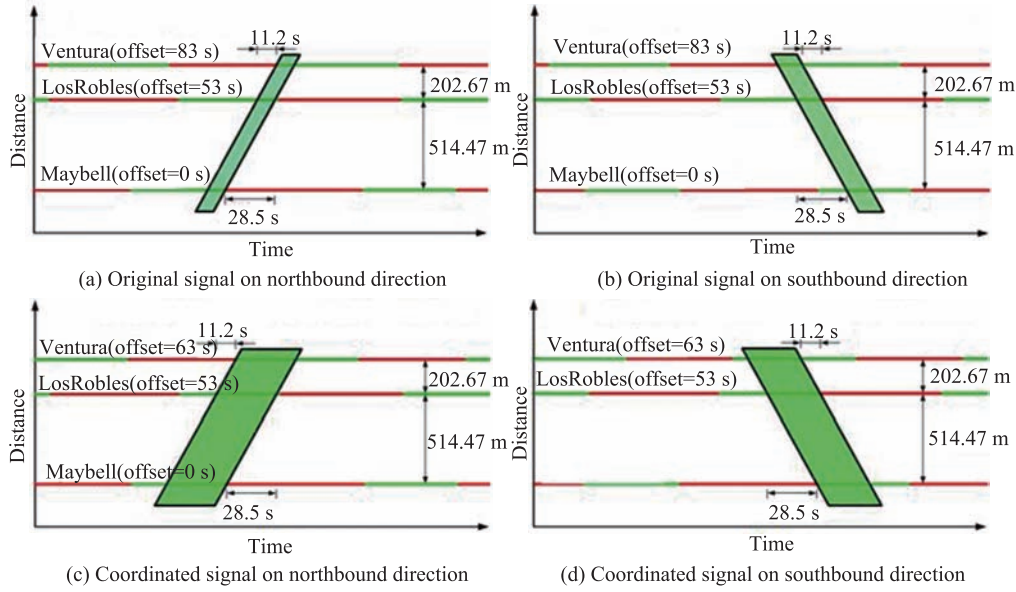 11.2 s
Ventura(offset=83 s)
202.67 m
LosRobles(offset=53 s)
514.47 m
Maybell(offset=0 s)
28.5 s
Distance
Time
(a) Original signal on northbound direction
11.2 s
Ventura(offset=83 s)
202.67 m
LosRobles(offset=53 s)
514.47 m
Maybell(offset=0 s)
28.5 s
Distance
Time
(b) Original signal on southbound direction
11.2 s
Ventura(offset=63 s)
202.67 m
LosRobles(offset=53 s)
514.47 m
Maybell(offset=0 s)
28.5 s
Distance
Time
(c) Coordinated signal on northbound direction
11.2 s
Ventura(offset=63 s)
202.67 m
LosRobles(offset=53 s)
514.47 m
28.5 s
Distance
Time
(d) Coordinated signal on southbound direction